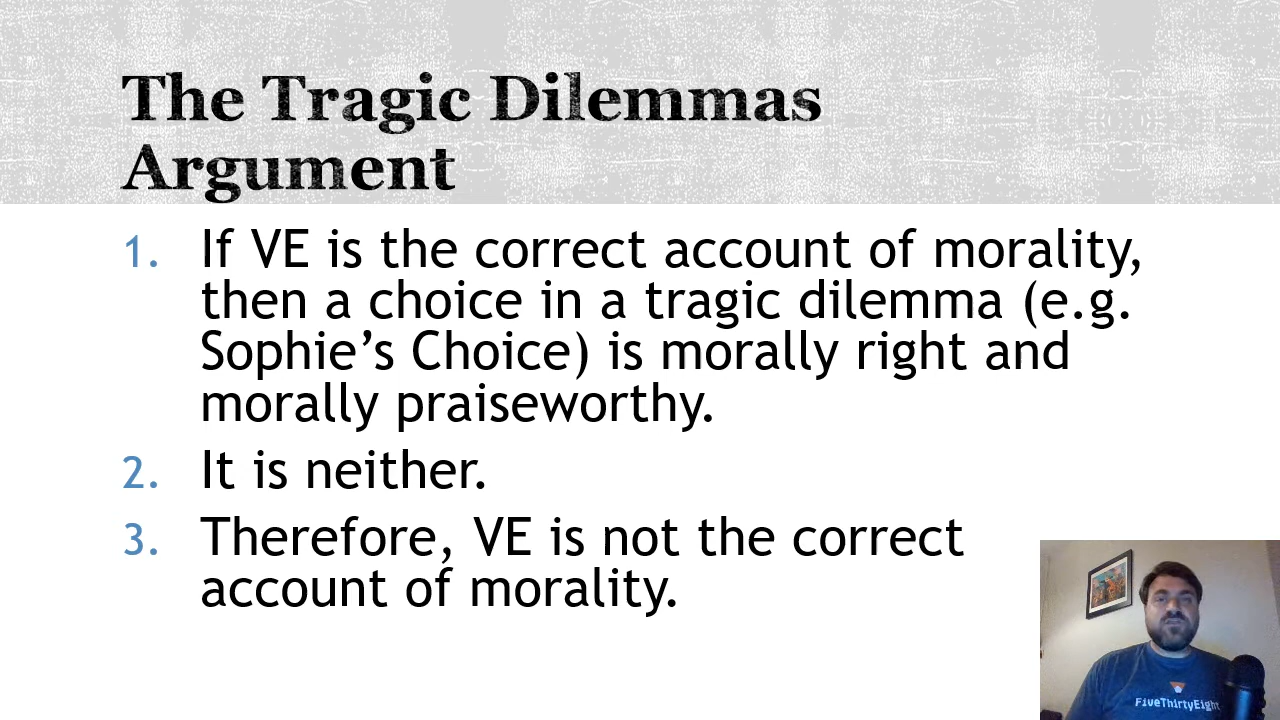 The Tragic Dilemmas
Argument
1. If VE is the correct account of morality,
then a choice in a tragic dilemma (e.g.
Sophie’s Choice) is morally right and
morally praiseworthy.
2. It is neither.
3. Therefore, VE is not the correct
account of morality.
FiveThirtyEight